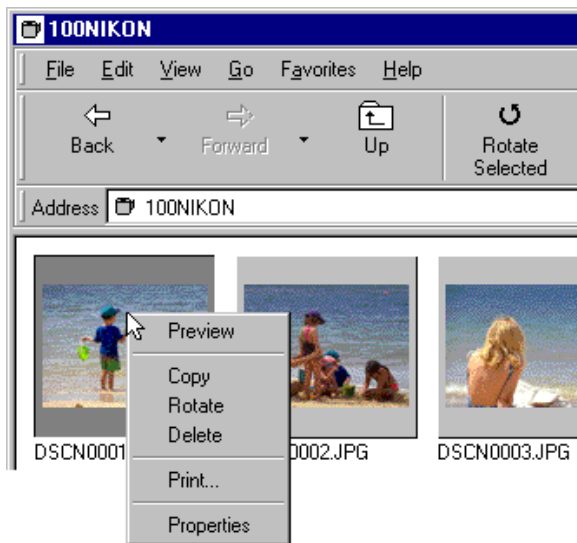 100NIKON
File Edit View Go Favorites Help
Back Forward Up Rotate Selected
Address 100NIKON
Preview
Copy
Rotate
Delete
Print...
Properties
DSCN0001 0002.JPG DSCN0003.JPG